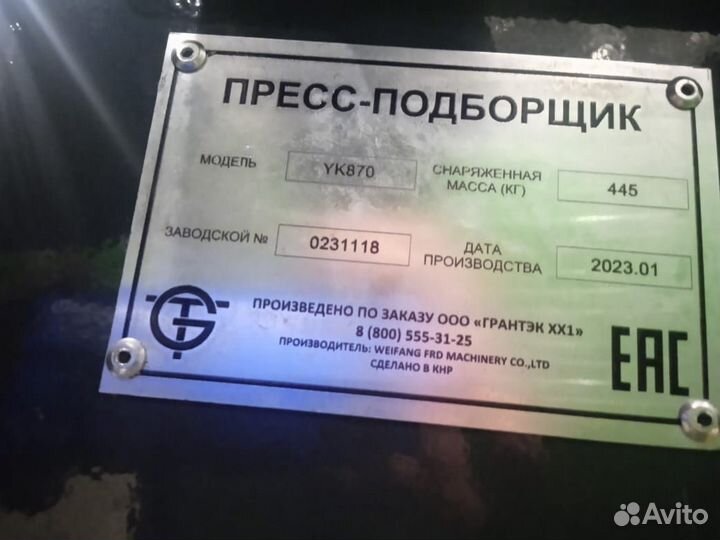 ПРЕСС-ПОДБОРЩИК
МОДЕЛЬ YK870 СНАРЯЖЕННАЯ МАССА (КГ) 445
ЗАВОДСКОЙ № 0231118 ДАТА ПРОИЗВОДСТВА 2023.01
ПРОИЗВЕДЕНО ПО ЗАКАЗУ ООО «ГРАНТЭК XX1»
8 (800) 555-31-25
ПРОИЗВОДИТЕЛЬ: WEIFANG FRD MACHINERY CO.,LTD
СДЕЛАНО В КНР
EAC
Avito